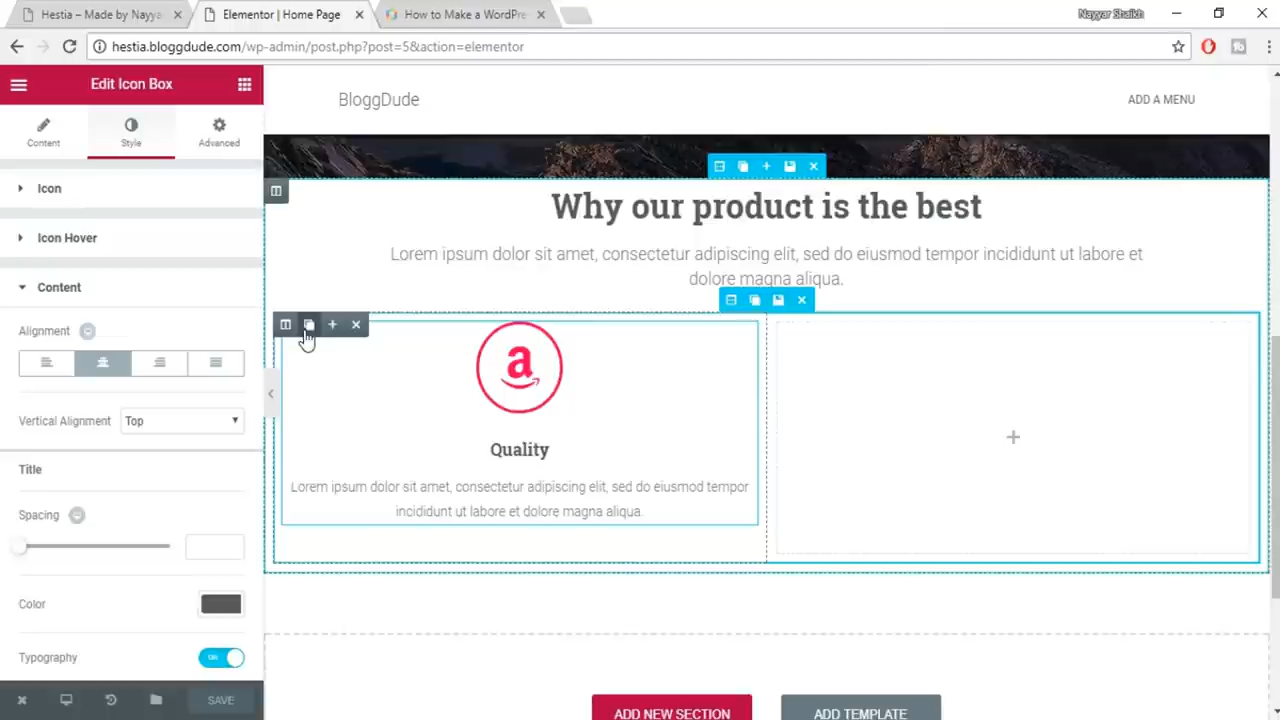 Hestia – Made by Nayya
Elementor | Home Page
How to Make a WordPre
Nayyar Shaikh
hestia.bloggdude.com/wp-admin/post.php?post=5&action=elementor
Edit Icon Box
Content
Style
Advanced
Icon
Icon Hover
Content
Alignment
Vertical Alignment
Top
Title
Spacing
Color
Typography
ON
SAVE
BloggDude
ADD A MENU
Why our product is the best
Lorem ipsum dolor sit amet, consectetur adipiscing elit, sed do eiusmod tempor incididunt ut labore et
dolore magna aliqua.
a
Quality
Lorem ipsum dolor sit amet, consectetur adipiscing elit, sed do eiusmod tempor
incididunt ut labore et dolore magna aliqua.
ADD NEW SECTION
ADD TEMPLATE